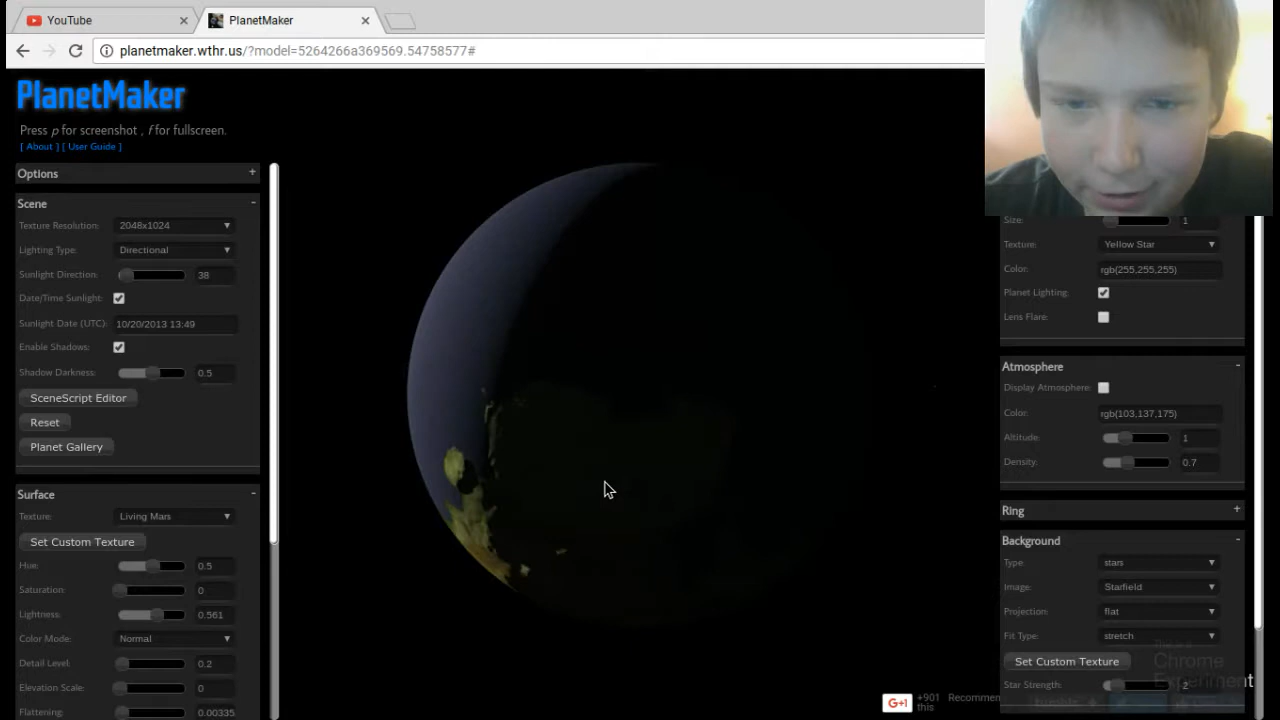 YouTube
PlanetMaker
planetmaker.wthr.us/?model=5264266a369569.54758577#
PlanetMaker
Press p for screenshot , f for fullscreen.
[ About ] [ User Guide ]
Options +
Scene -
Texture Resolution: 2048x1024
Lighting Type: Directional
Sunlight Direction: 38
Date/Time Sunlight:
Sunlight Date (UTC): 10/20/2013 13:49
Enable Shadows:
Shadow Darkness: 0.5
SceneScript Editor
Reset
Planet Gallery
Surface -
Texture: Living Mars
Set Custom Texture
Hue: 0.5
Saturation: 0
Lightness: 0.561
Color Mode: Normal
Detail Level: 0.2
Elevation Scale: 0
Flattening: 0.00335
Size: 1
Texture: Yellow Star
Color: rgb(255,255,255)
Planet Lighting:
Lens Flare:
Atmosphere -
Display Atmosphere:
Color: rgb(103,137,175)
Altitude: 1
Density: 0.7
Ring +
Background -
Type: stars
Image: Starfield
Projection: flat
Fit Type: stretch
Set Custom Texture
This is a
Chrome
Experiment
Star Strength: 2
G+1 +901 Recommen
this